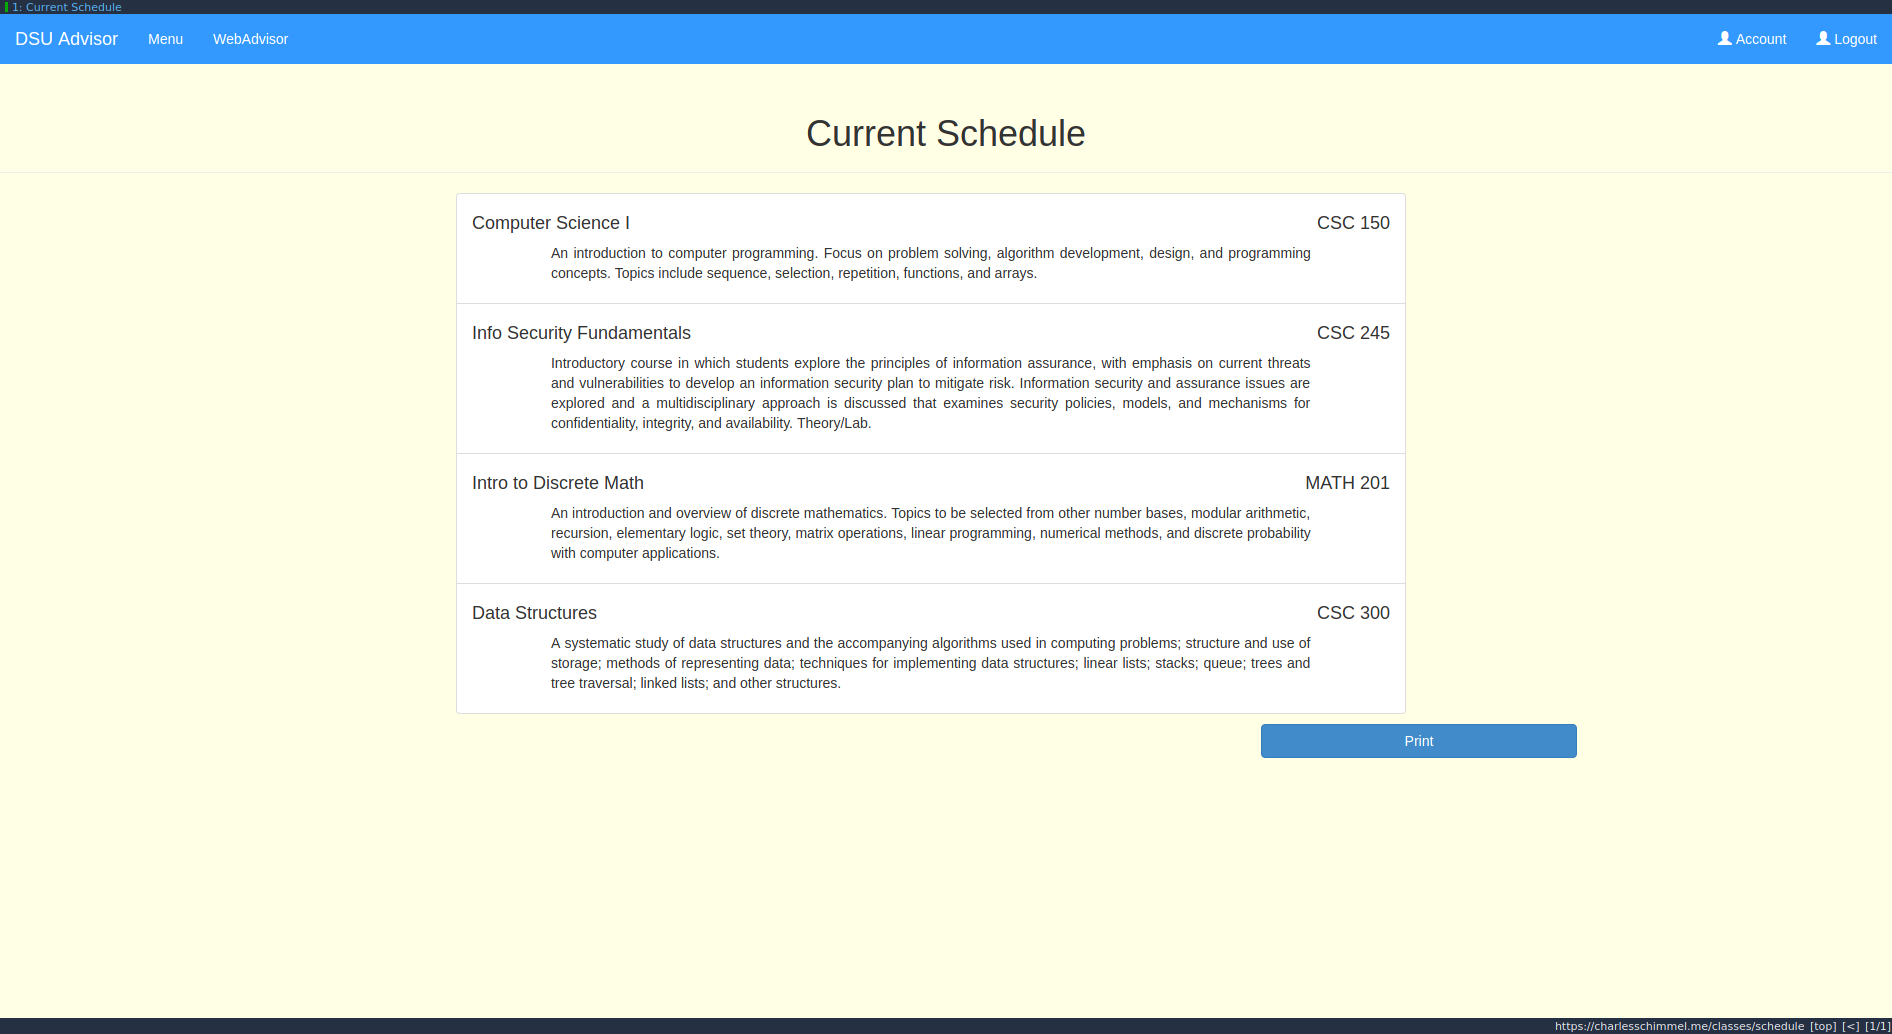 1: Current Schedule
DSU Advisor Menu WebAdvisor Account Logout
Current Schedule
Computer Science I CSC 150
An introduction to computer programming. Focus on problem solving, algorithm development, design, and programming
concepts. Topics include sequence, selection, repetition, functions, and arrays.
Info Security Fundamentals CSC 245
Introductory course in which students explore the principles of information assurance, with emphasis on current threats
and vulnerabilities to develop an information security plan to mitigate risk. Information security and assurance issues are
explored and a multidisciplinary approach is discussed that examines security policies, models, and mechanisms for
confidentiality, integrity, and availability. Theory/Lab.
Intro to Discrete Math MATH 201
An introduction and overview of discrete mathematics. Topics to be selected from other number bases, modular arithmetic,
recursion, elementary logic, set theory, matrix operations, linear programming, numerical methods, and discrete probability
with computer applications.
Data Structures CSC 300
A systematic study of data structures and the accompanying algorithms used in computing problems; structure and use of
storage; methods of representing data; techniques for implementing data structures; linear lists; stacks; queue; trees and
tree traversal; linked lists; and other structures.
Print
https://charlesschimmel.me/classes/schedule [top] [<] [1/1]